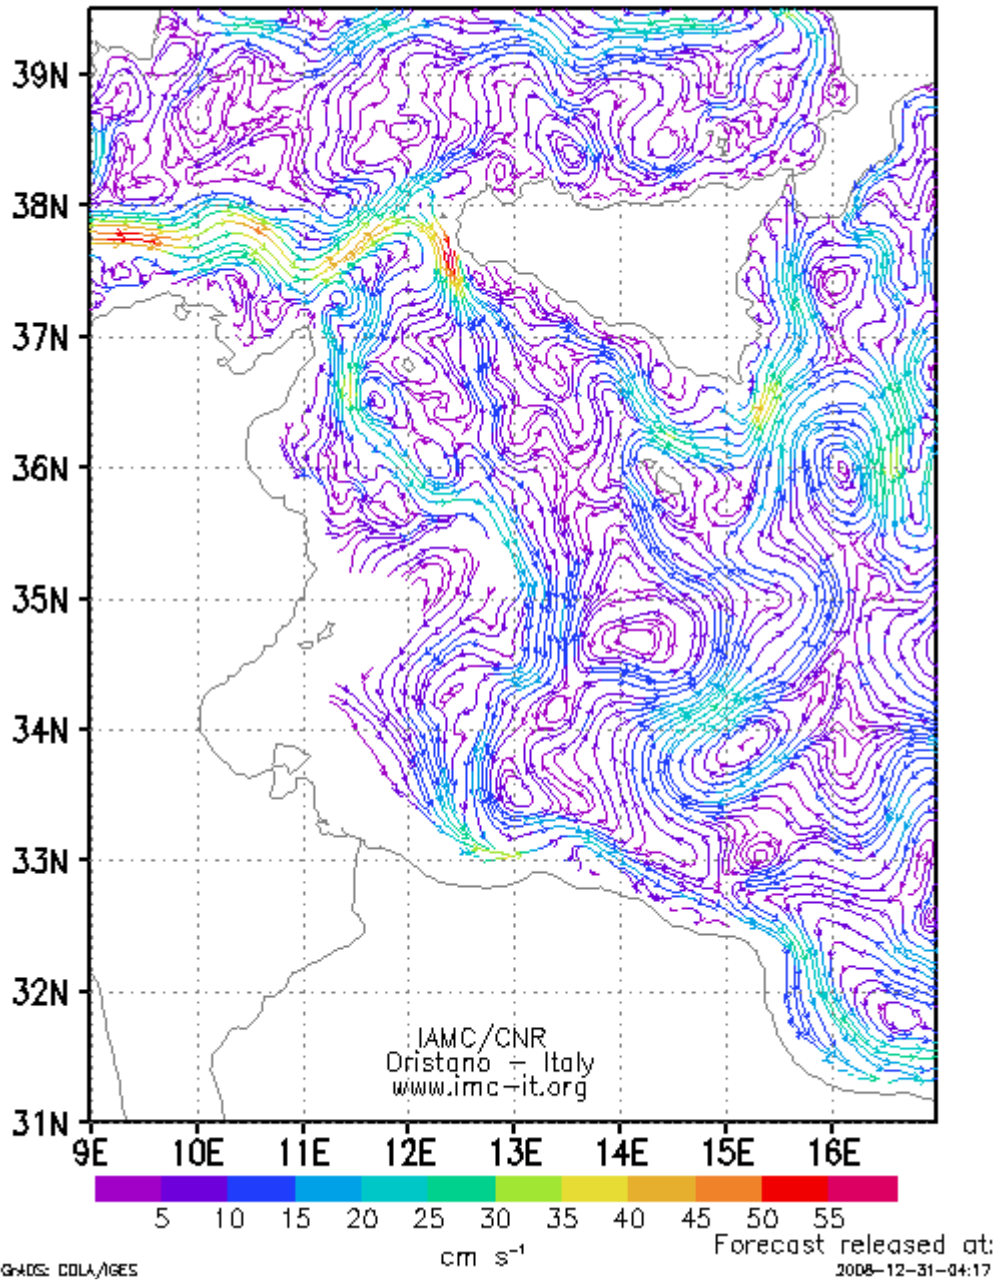 39N
38N
37N
36N
35N
34N
33N
32N
31N
IAMC/CNR
Oristano - Italy
www.imc-it.org
9E 10E 11E 12E 13E 14E 15E 16E
5 10 15 20 25 30 35 40 45 50 55
cm s⁻¹
Forecast released at:
GrADS: COLA/IGES
2008-12-31-04:17